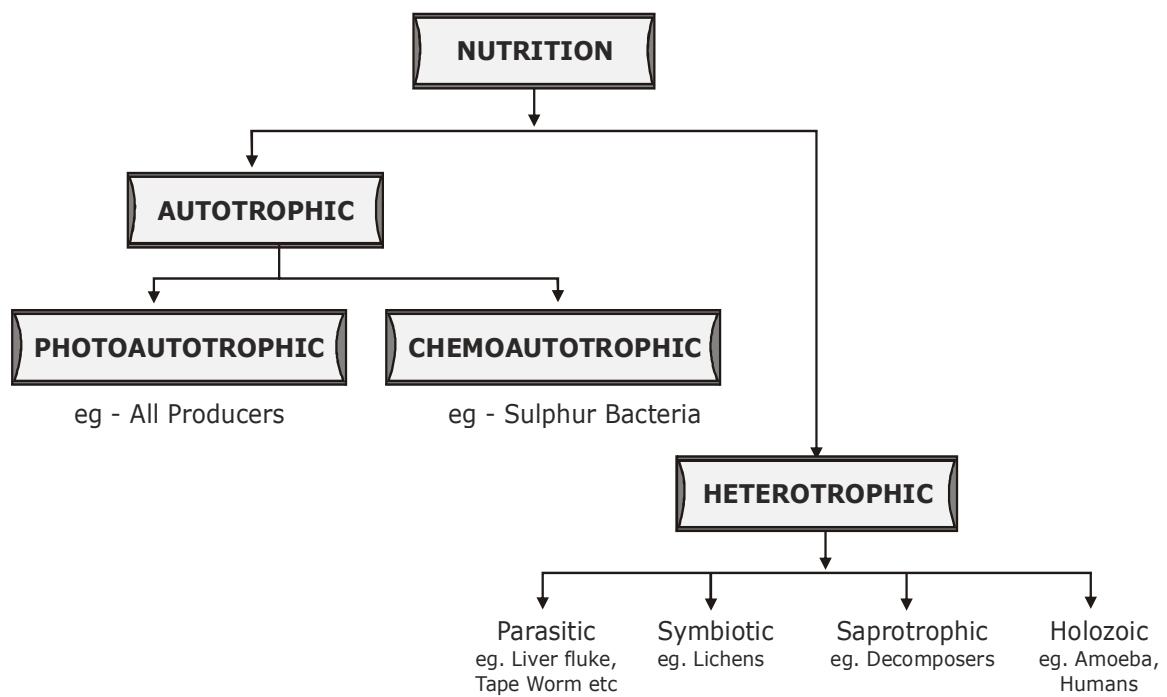 NUTRITION
AUTOTROPHIC
PHOTOAUTOTROPHIC
CHEMOAUTOTROPHIC
eg - All Producers
eg - Sulphur Bacteria
HETEROTROPHIC
Parasitic
eg. Liver fluke,
Tape Worm etc
Symbiotic
eg. Lichens
Saprotrophic
eg. Decomposers
Holozoic
eg. Amoeba,
Humans